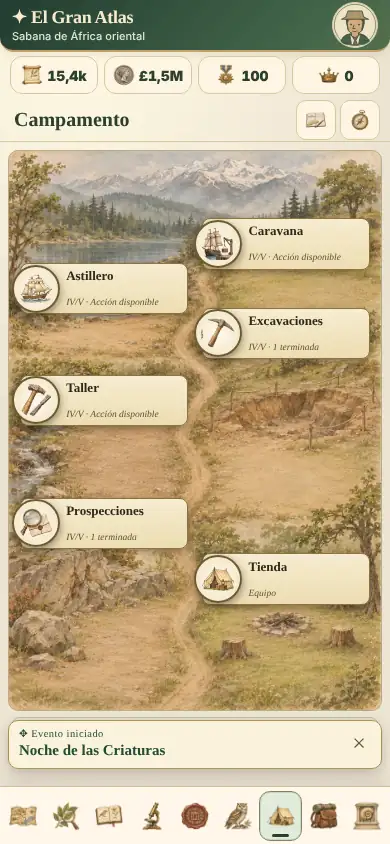 ✦ El Gran Atlas
Sabana de África oriental
15,4k
£1,5M
100
0
Campamento
Caravana
IV/V · Acción disponible
Astillero
IV/V · Acción disponible
Excavaciones
IV/V · 1 terminada
Taller
IV/V · Acción disponible
Prospecciones
IV/V · 1 terminada
Tienda
Equipo
✥ Evento iniciado
Noche de las Criaturas